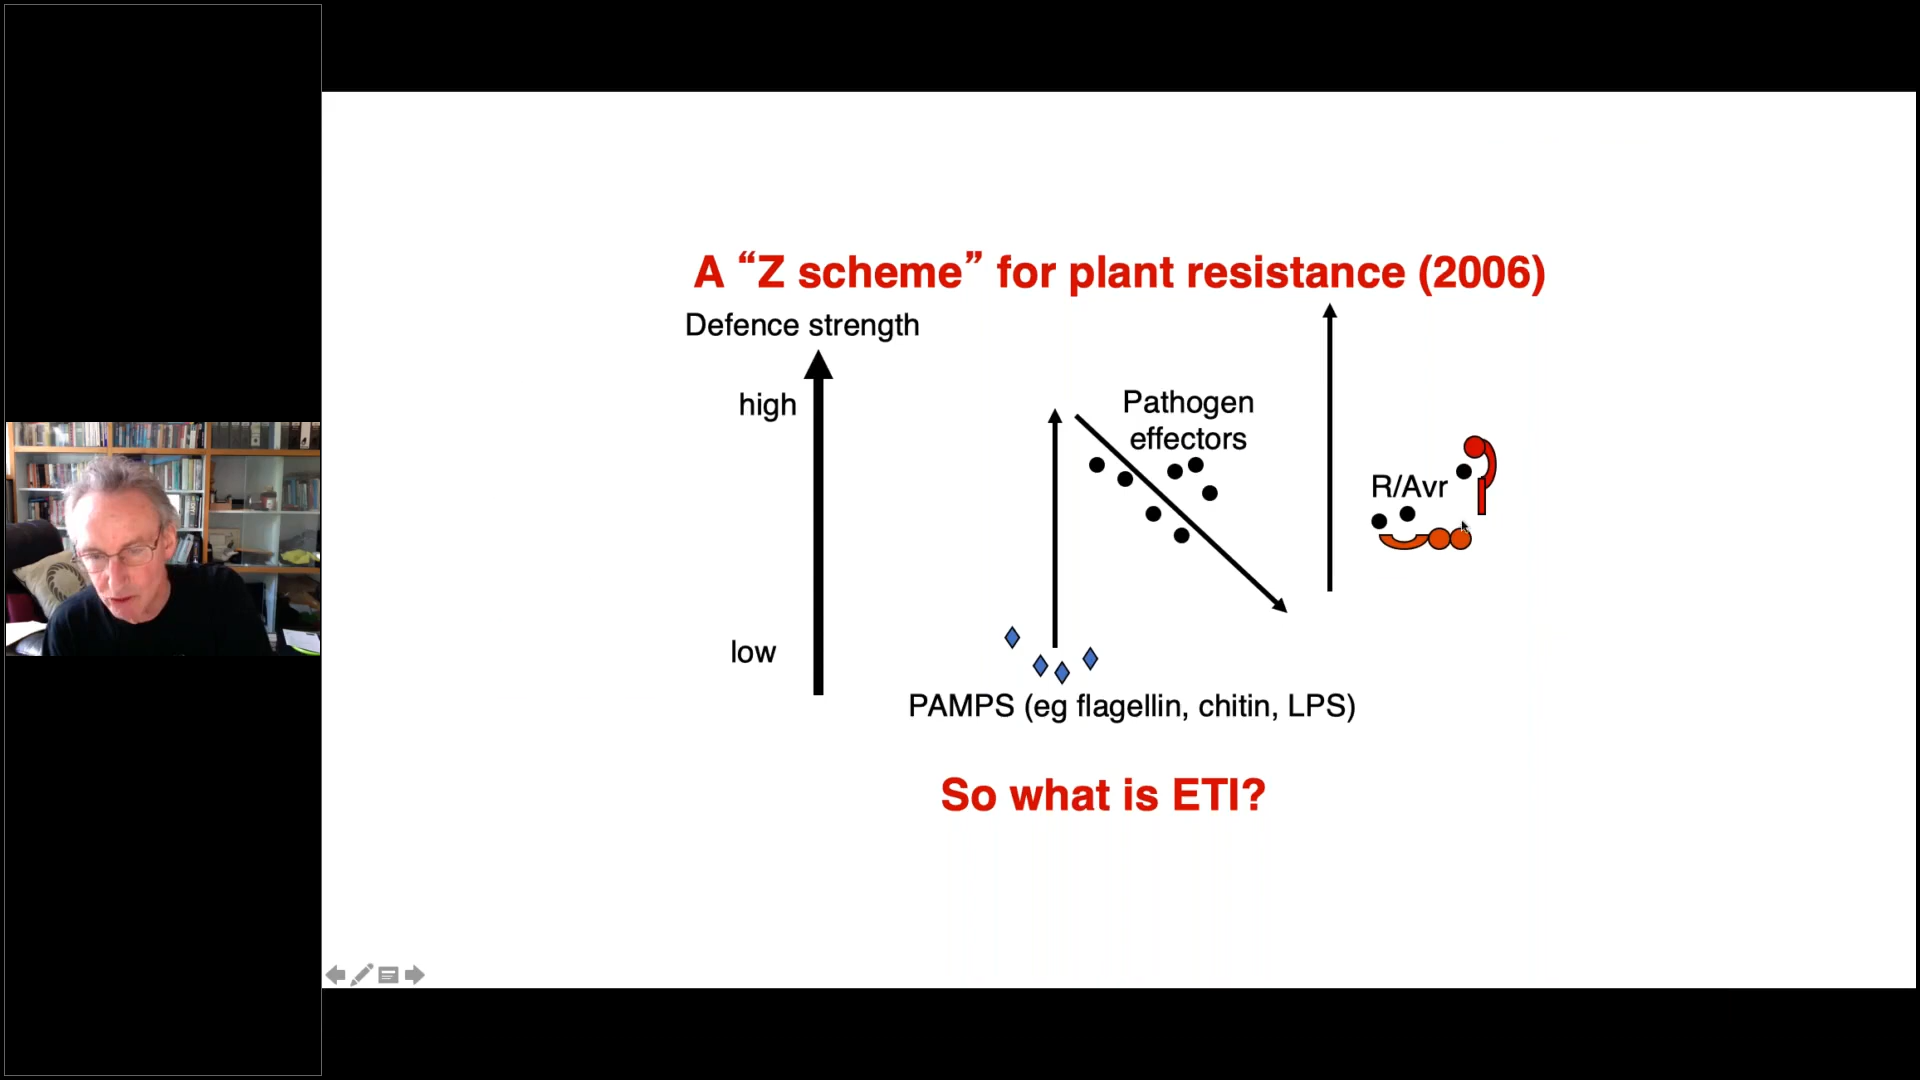 A “Z scheme” for plant resistance (2006)
Defence strength
high
low
Pathogen
effectors
R/Avr
PAMPS (eg flagellin, chitin, LPS)
So what is ETI?